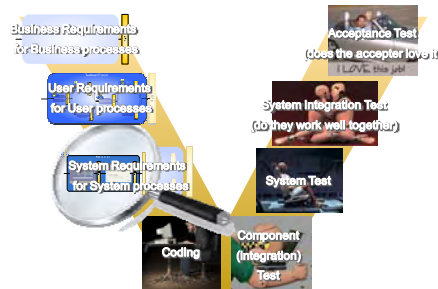 Business Requirements
for Business processes
User Requirements
for User processes
System Requirements
for System processes
Coding
Component
(Integration)
Test
System Test
System Integration Test
(do they work well together)
Acceptance Test
(does the accepter love it
I LOVE this job!